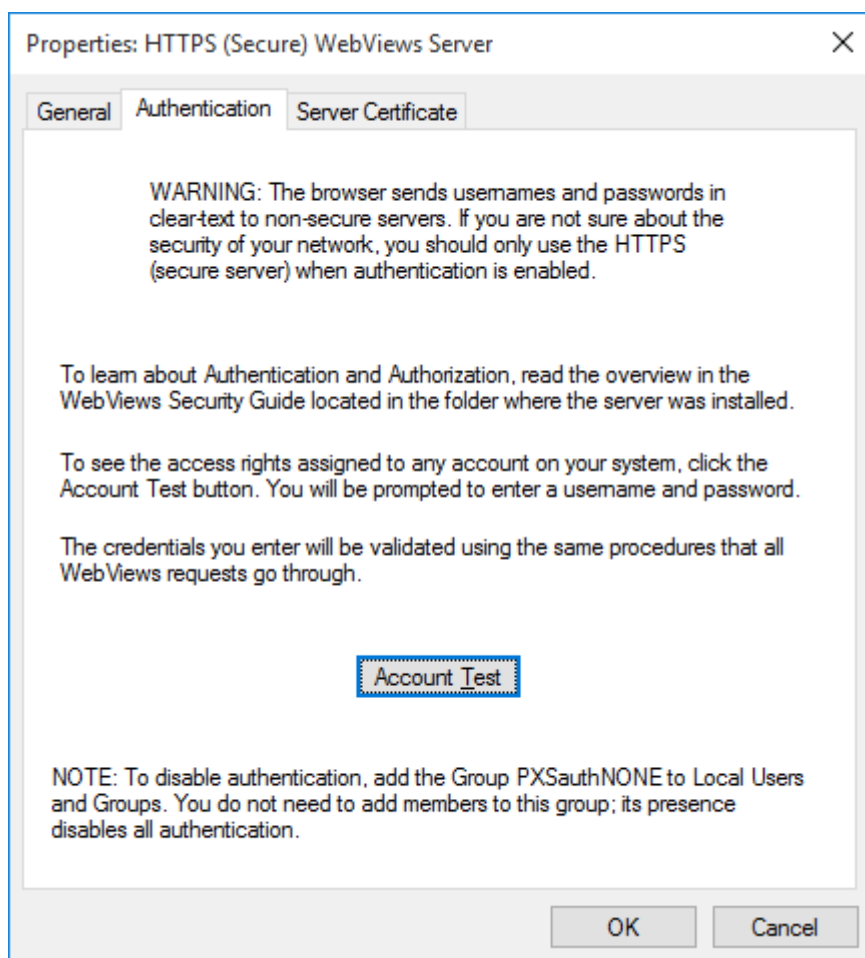 Properties: HTTPS (Secure) WebViews Server
General Authentication Server Certificate
WARNING: The browser sends usernames and passwords in
clear-text to non-secure servers. If you are not sure about the
security of your network, you should only use the HTTPS
(secure server) when authentication is enabled.
To learn about Authentication and Authorization, read the overview in the
WebViews Security Guide located in the folder where the server was installed.
To see the access rights assigned to any account on your system, click the
Account Test button. You will be prompted to enter a username and password.
The credentials you enter will be validated using the same procedures that all
WebViews requests go through.
Account Test
NOTE: To disable authentication, add the Group PXSauthNONE to Local Users
and Groups. You do not need to add members to this group; its presence
disables all authentication.
OK Cancel